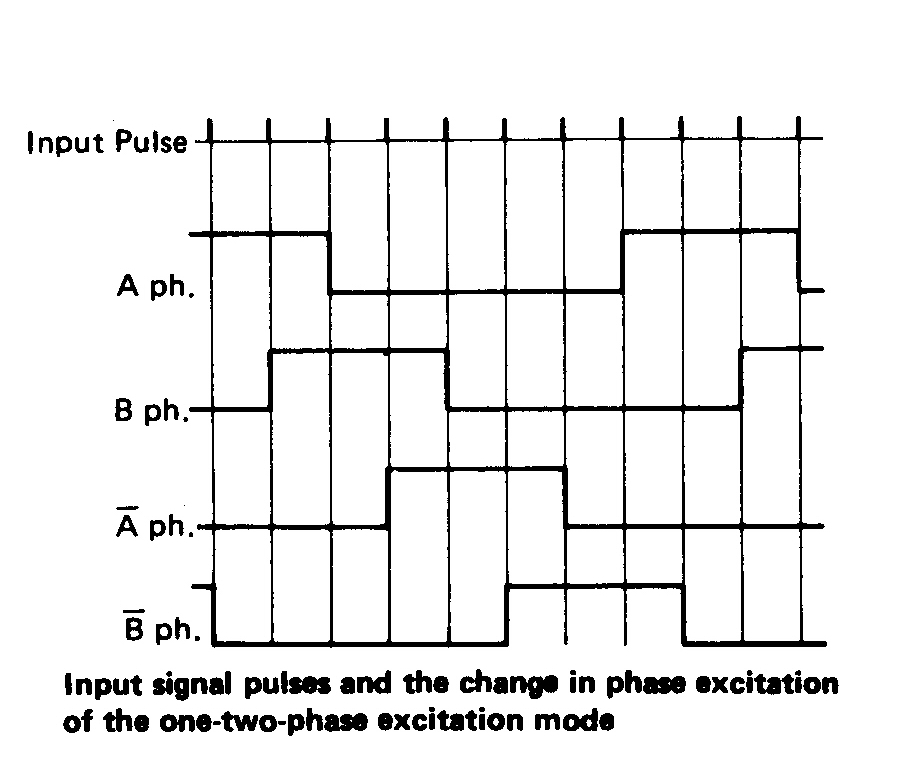 Input Pulse
A ph.
B ph.
A̅ ph.
B̅ ph.
Input signal pulses and the change in phase excitation
of the one-two-phase excitation mode